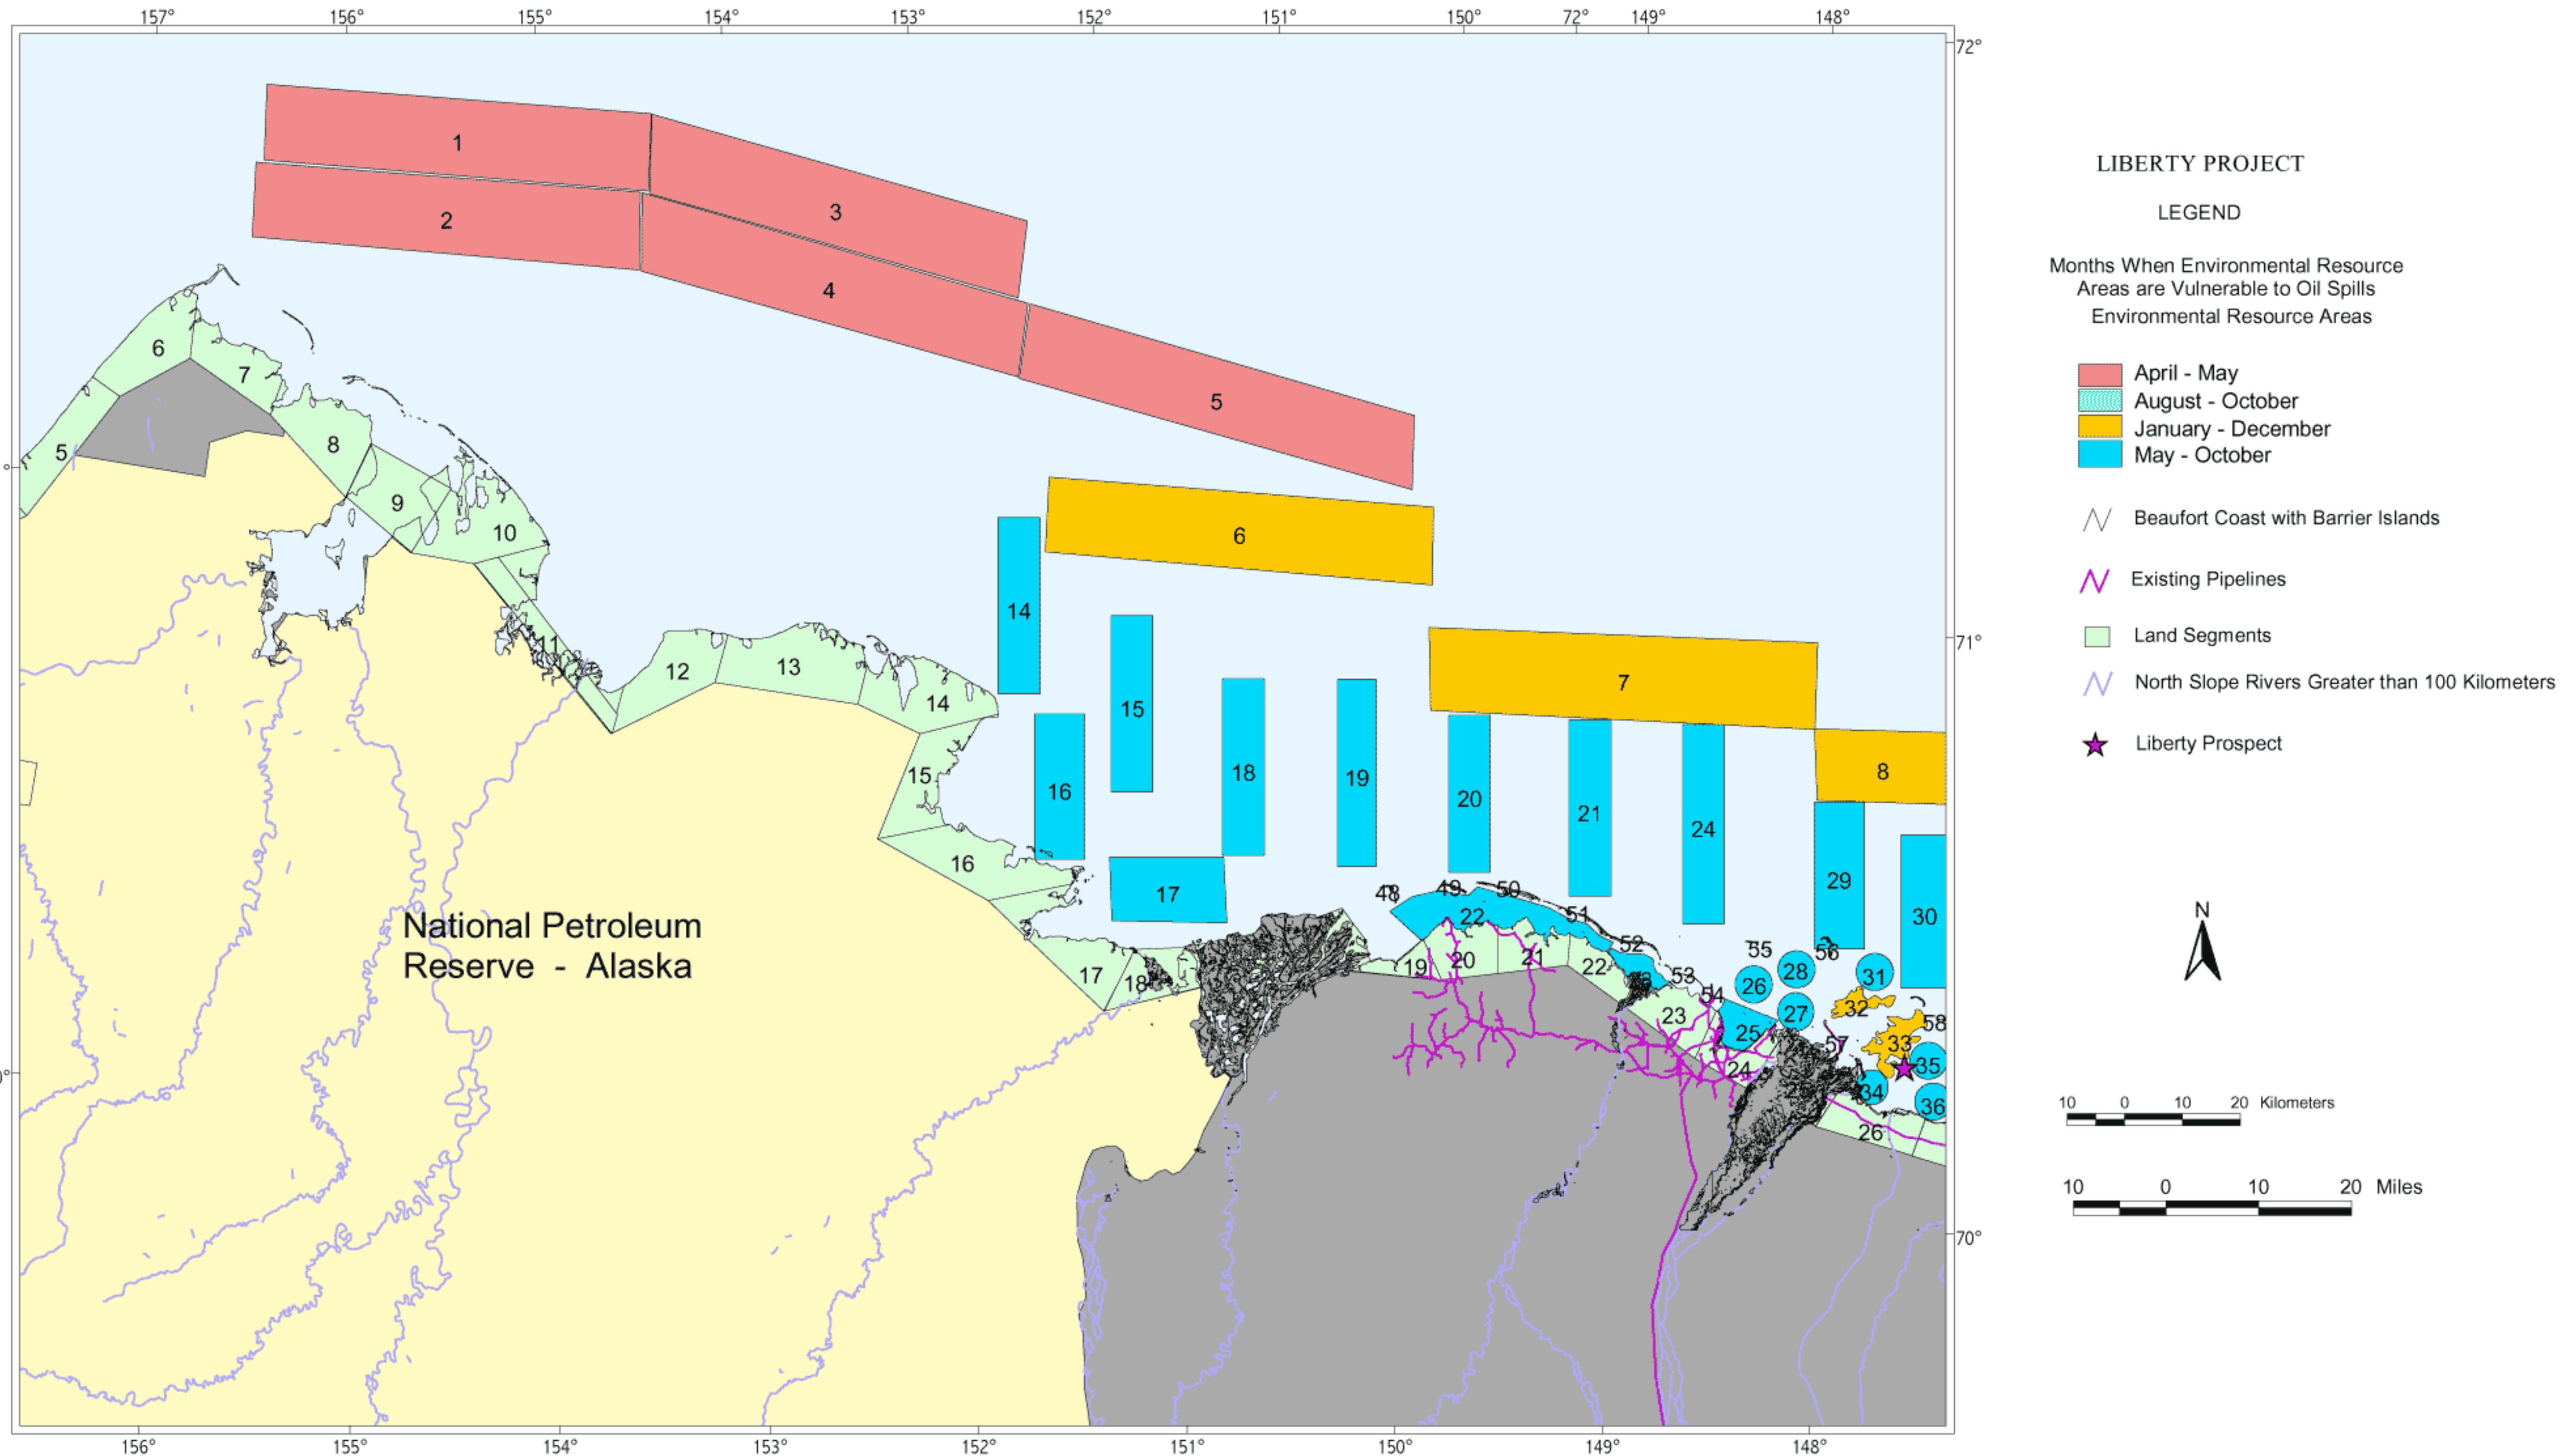 157° 156° 155° 154° 153° 152° 151° 150° 72° 149° 148°
72°
1
3
2
4
5
6
7
8
9
10
11
12
13
14
15
16
17
18
5
6
7
8
14
15
16
17
18
19
20
21
24
29
30
71°
48 49 50
22 51
52
53
54
55
56
19 20 21 22
23
24
25
26 28 31
27
32
58
33
57
35
34
36
26
National Petroleum
Reserve - Alaska
70°
156° 155° 154° 153° 152° 151° 150° 149° 148°
LIBERTY PROJECT
LEGEND
Months When Environmental Resource
Areas are Vulnerable to Oil Spills
Environmental Resource Areas
April - May
August - October
January - December
May - October
Beaufort Coast with Barrier Islands
Existing Pipelines
Land Segments
North Slope Rivers Greater than 100 Kilometers
Liberty Prospect
N
10 0 10 20 Kilometers
10 0 10 20 Miles